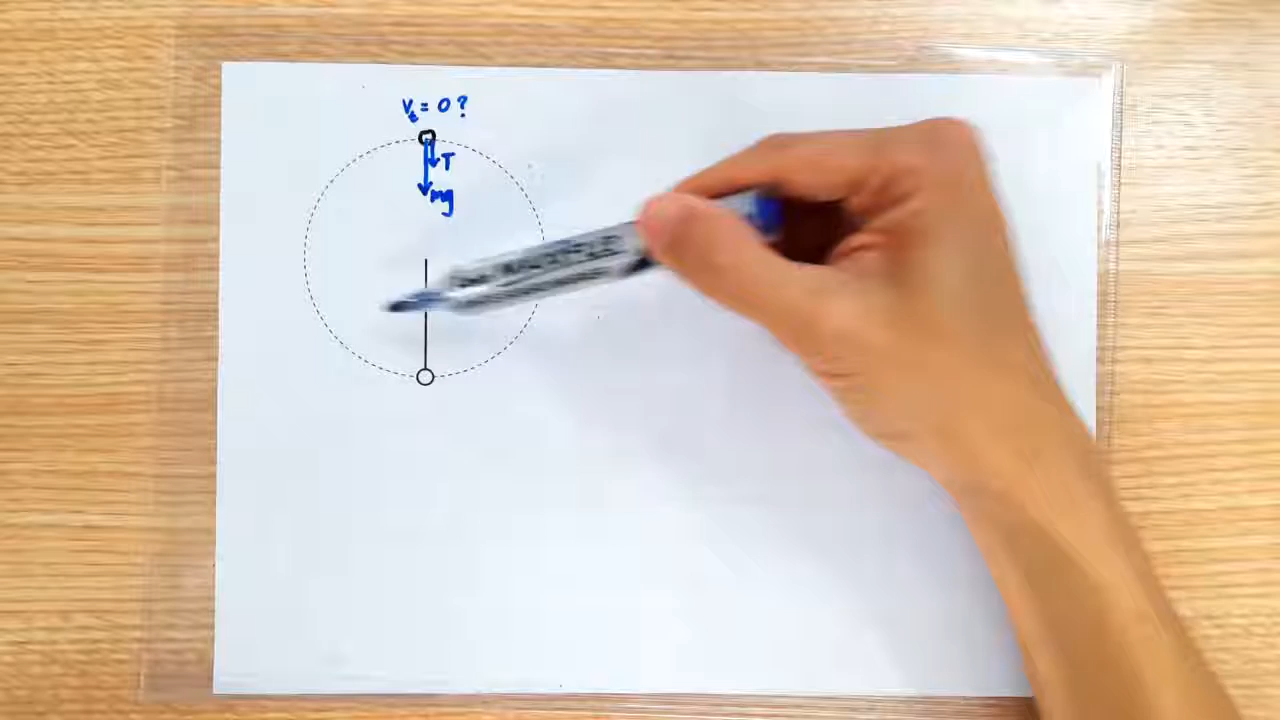 v₂ = 0 ?
T
mg